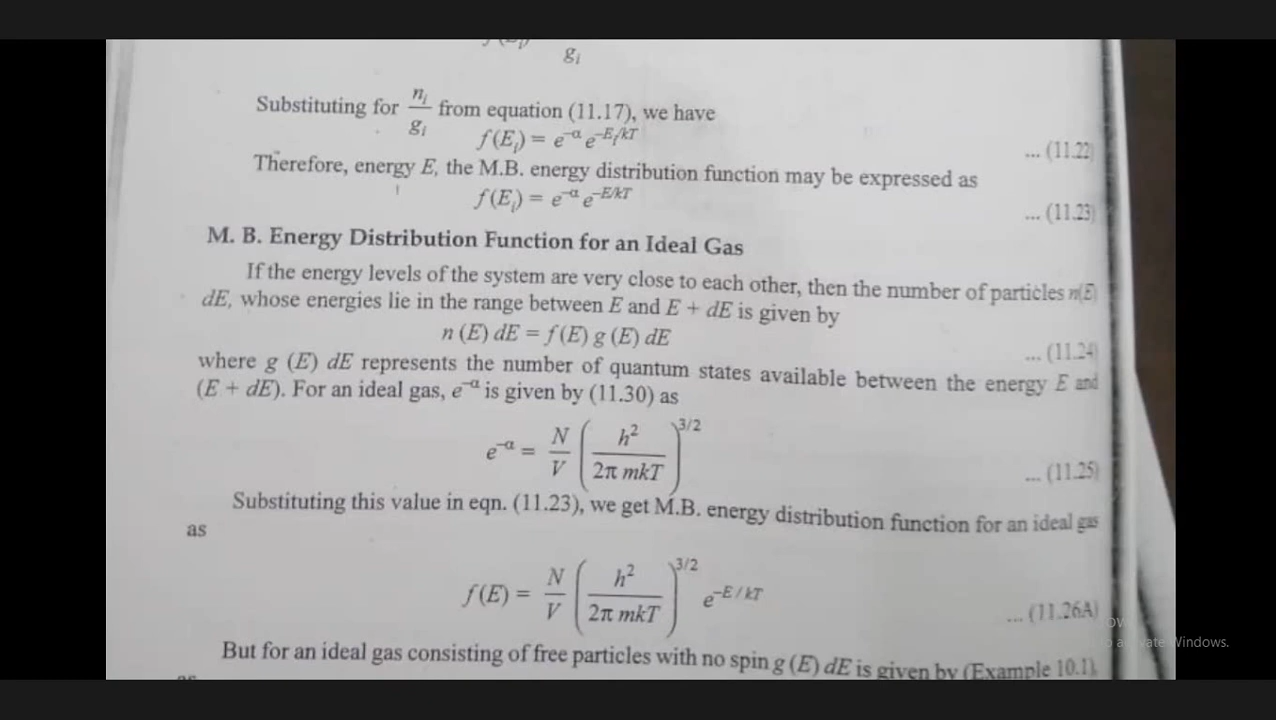 g_i
Substituting for n_i/g_i from equation (11.17), we have
f(E_i) = e^{-α} e^{-E_i/kT} ... (11.22)
Therefore, energy E, the M.B. energy distribution function may be expressed as
f(E_i) = e^{-α} e^{-E/kT} ... (11.23)
M. B. Energy Distribution Function for an Ideal Gas
If the energy levels of the system are very close to each other, then the number of particles n(E)
dE, whose energies lie in the range between E and E + dE is given by
n (E) dE = f(E) g (E) dE ... (11.24)
where g (E) dE represents the number of quantum states available between the energy E and
(E + dE). For an ideal gas, e^{-α} is given by (11.30) as
e^{-α} = N/V (h²/2π mkT)^{3/2} ... (11.25)
Substituting this value in eqn. (11.23), we get M.B. energy distribution function for an ideal gas
as
f(E) = N/V (h²/2π mkT)^{3/2} e^{-E/kT} ... (11.26A)
But for an ideal gas consisting of free particles with no spin g (E) dE is given by (Example 10.1),
Windows.